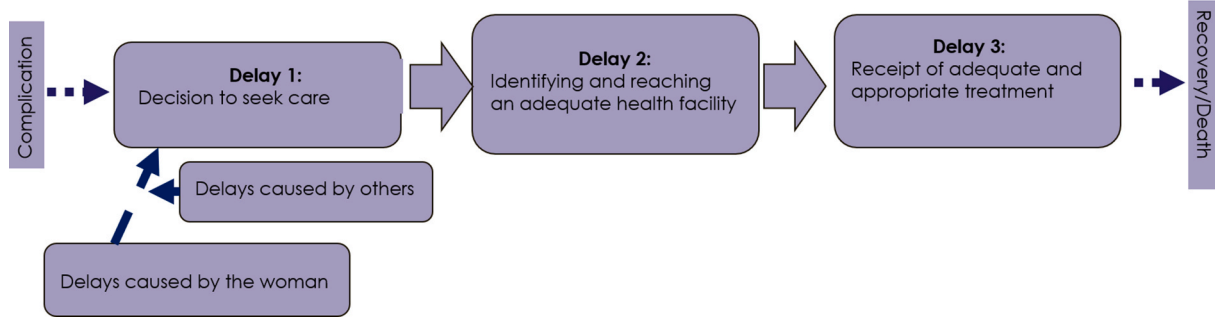 Complication
Delay 1:
Decision to seek care
Delay 2:
Identifying and reaching
an adequate health facility
Delay 3:
Receipt of adequate and
appropriate treatment
Recovery/Death
Delays caused by others
Delays caused by the woman